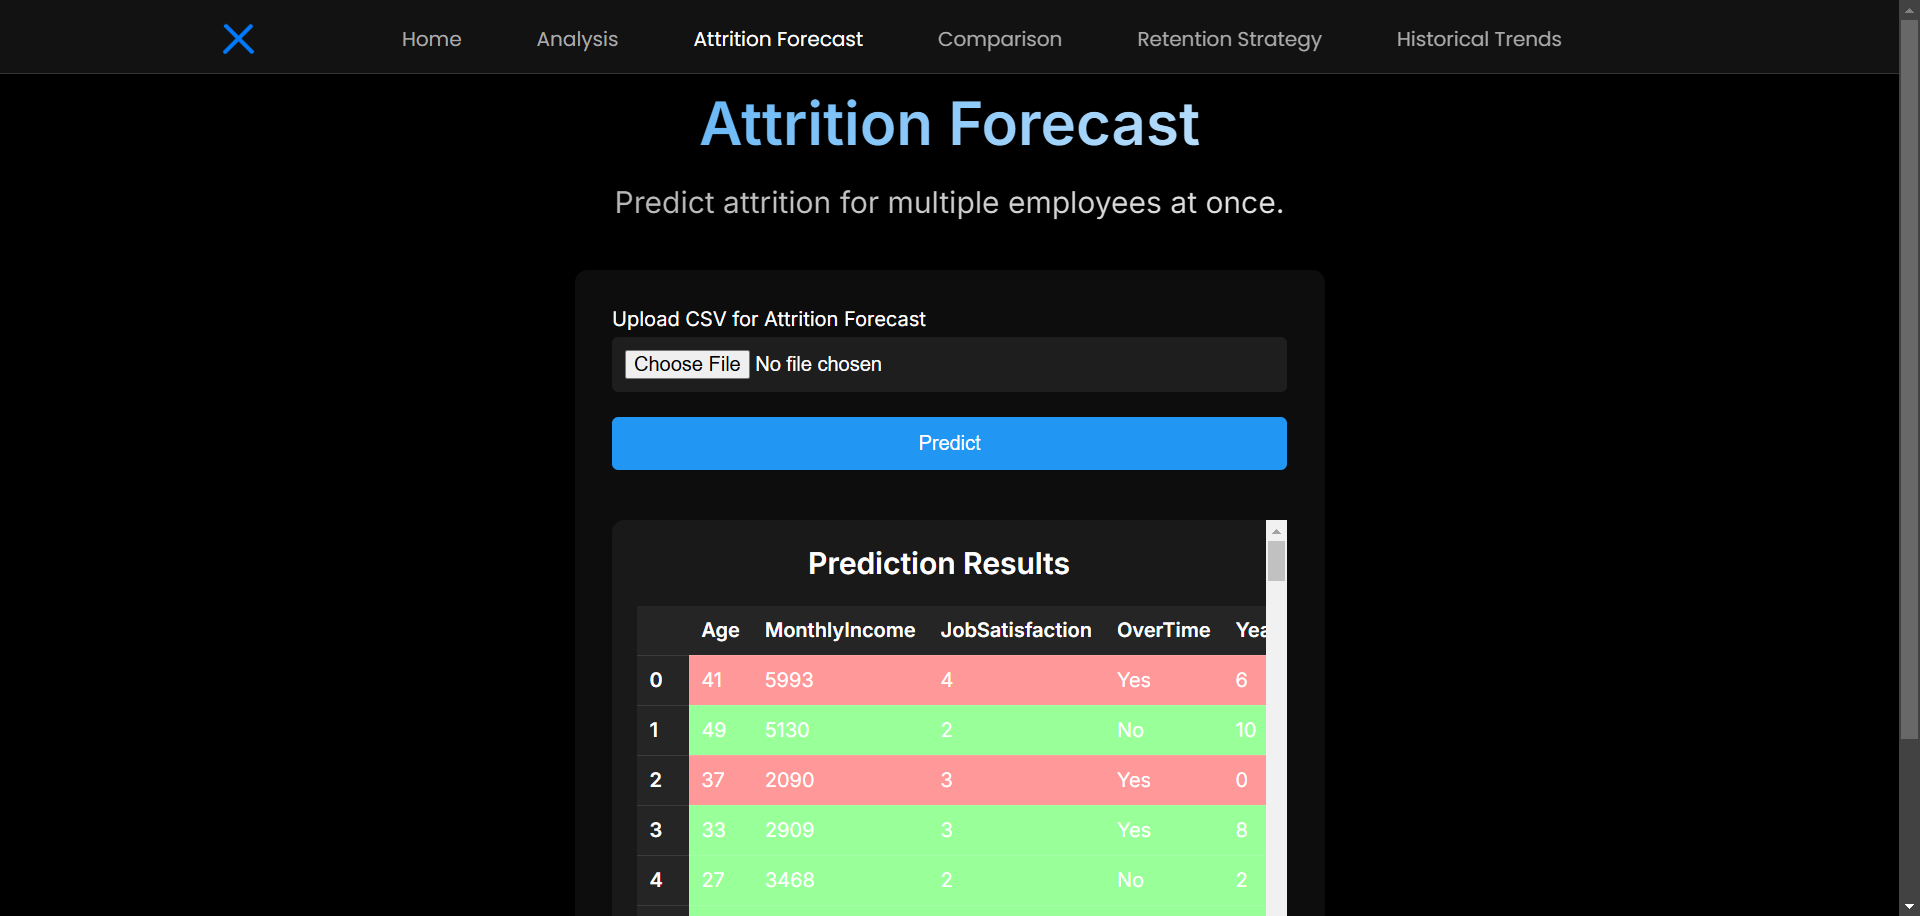 Home Analysis Attrition Forecast Comparison Retention Strategy Historical Trends
Attrition Forecast
Predict attrition for multiple employees at once.
Upload CSV for Attrition Forecast
Choose File No file chosen
Predict
Prediction Results
Age MonthlyIncome JobSatisfaction OverTime Yea
0 41 5993 4 Yes 6
1 49 5130 2 No 10
2 37 2090 3 Yes 0
3 33 2909 3 Yes 8
4 27 3468 2 No 2